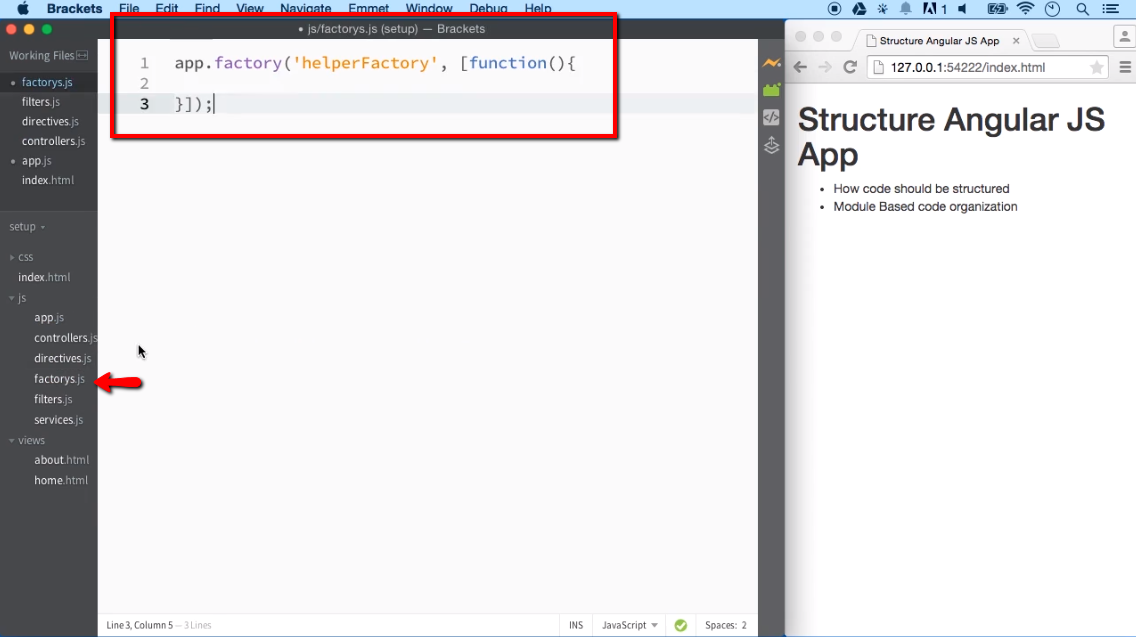 Brackets File Edit Find View Navigate Emmet Window Debug Help 1
• js/factorys.js (setup) — Brackets
Working Files
factorys.js
filters.js
directives.js
controllers.js
app.js
index.html
setup
css
index.html
js
app.js
controllers.js
directives.js
factorys.js
filters.js
services.js
views
about.html
home.html
1 app.factory('helperFactory', [function(){
2
3 }]);
Line 3, Column 5 — 3 Lines
INS JavaScript Spaces: 2
Structure Angular JS App
127.0.0.1:54222/index.html
Structure Angular JS
App
• How code should be structured
• Module Based code organization